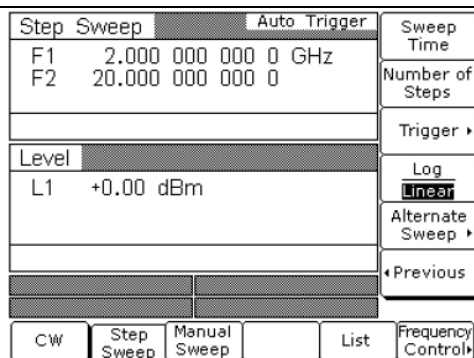 Step Sweep Auto Trigger
F1 2.000 000 000 0 GHz
F2 20.000 000 000 0
Level
L1 +0.00 dBm
Sweep
Time
Number of
Steps
Trigger
Log
Linear
Alternate
Sweep
Previous
CW
Step
Sweep
Manual
Sweep
List
Frequency
Control